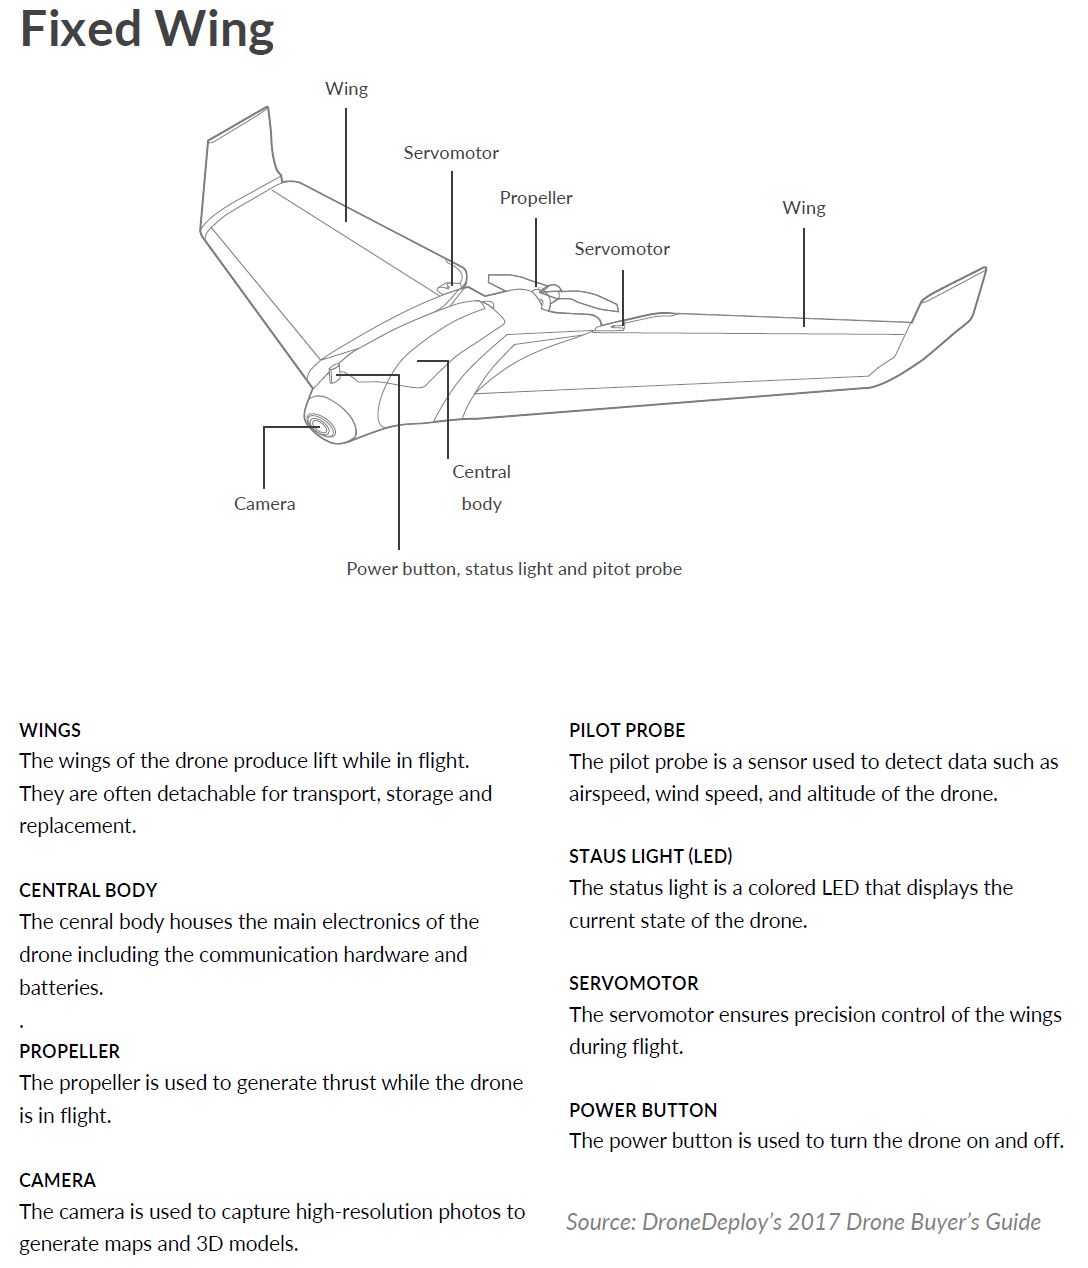 Fixed Wing
Wing
Servomotor
Propeller
Wing
Servomotor
Central
body
Camera
Power button, status light and pitot probe
WINGS
The wings of the drone produce lift while in flight.
They are often detachable for transport, storage and
replacement.
CENTRAL BODY
The cenral body houses the main electronics of the
drone including the communication hardware and
batteries.
.
PROPELLER
The propeller is used to generate thrust while the drone
is in flight.
CAMERA
The camera is used to capture high-resolution photos to
generate maps and 3D models.
PILOT PROBE
The pilot probe is a sensor used to detect data such as
airspeed, wind speed, and altitude of the drone.
STAUS LIGHT (LED)
The status light is a colored LED that displays the
current state of the drone.
SERVOMOTOR
The servomotor ensures precision control of the wings
during flight.
POWER BUTTON
The power button is used to turn the drone on and off.
Source: DroneDeploy's 2017 Drone Buyer's Guide